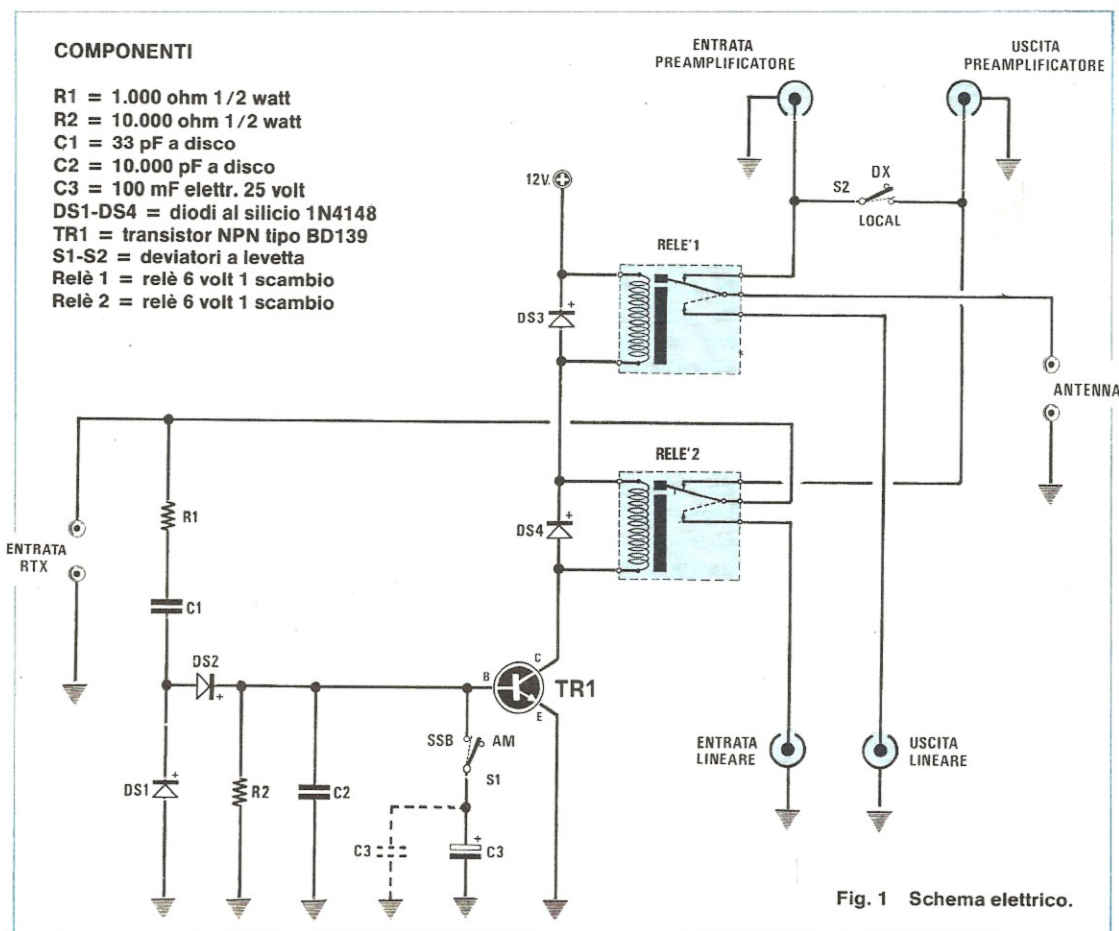 COMPONENTI
R1 = 1.000 ohm 1/2 watt
R2 = 10.000 ohm 1/2 watt
C1 = 33 pF a disco
C2 = 10.000 pF a disco
C3 = 100 mF elettr. 25 volt
DS1-DS4 = diodi al silicio 1N4148
TR1 = transistor NPN tipo BD139
S1-S2 = deviatori a levetta
Relè 1 = relè 6 volt 1 scambio
Relè 2 = relè 6 volt 1 scambio
ENTRATA
PREAMPLIFICATORE
USCITA
PREAMPLIFICATORE
12V.
S2
DX
LOCAL
RELE'1
DS3
+
ANTENNA
RELE'2
DS4
+
R1
ENTRATA
RTX
C1
DS2
+
B
C
E
TR1
SSB
AM
S1
DS1
+
R2
C2
C3
+
C3
ENTRATA
LINEARE
USCITA
LINEARE
Fig. 1 Schema elettrico.